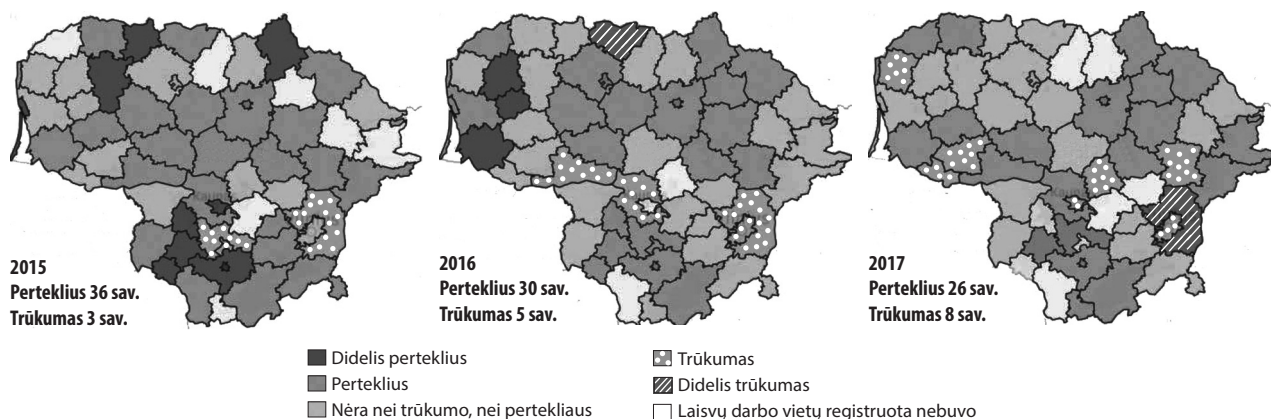 2015
Perteklius 36 sav.
Trūkumas 3 sav.
2016
Perteklius 30 sav.
Trūkumas 5 sav.
2017
Perteklius 26 sav.
Trūkumas 8 sav.
Didelis perteklius
Perteklius
Nėra nei trūkumo, nei pertekliaus
Trūkumas
Didelis trūkumas
Laisvų darbo vietų registruota nebuvo